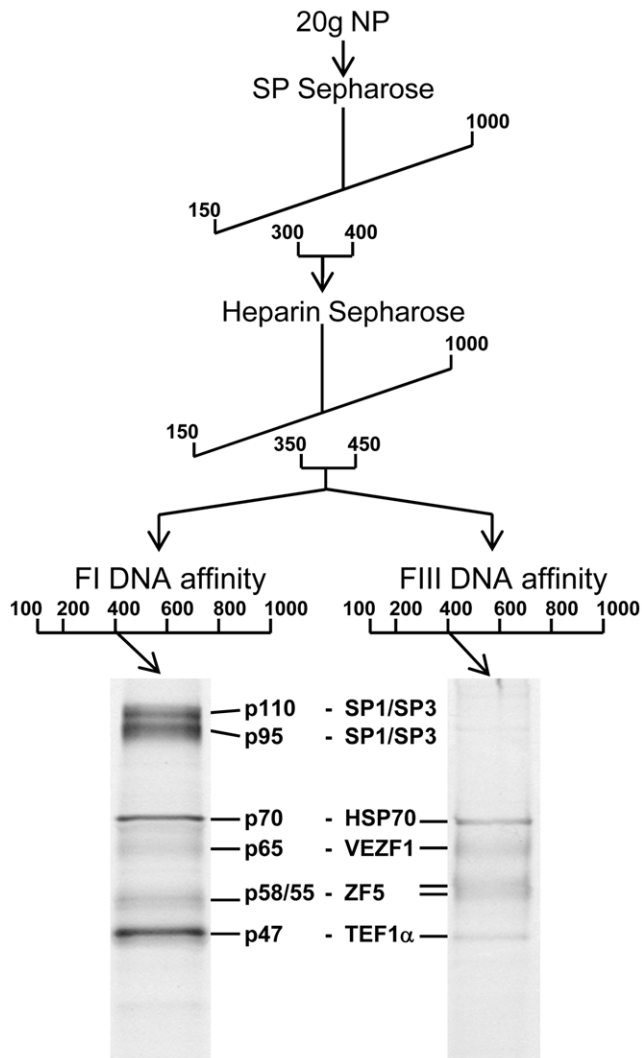 20g NP
SP Sepharose
1000
150
300 400
Heparin Sepharose
1000
150
350 450
FI DNA affinity
FIII DNA affinity
100 200 400 600 800 1000
100 200 400 600 800 1000
p110 - SP1/SP3
p95 - SP1/SP3
p70 - HSP70
p65 - VEZF1
p58/55 - ZF5
p47 - TEF1α